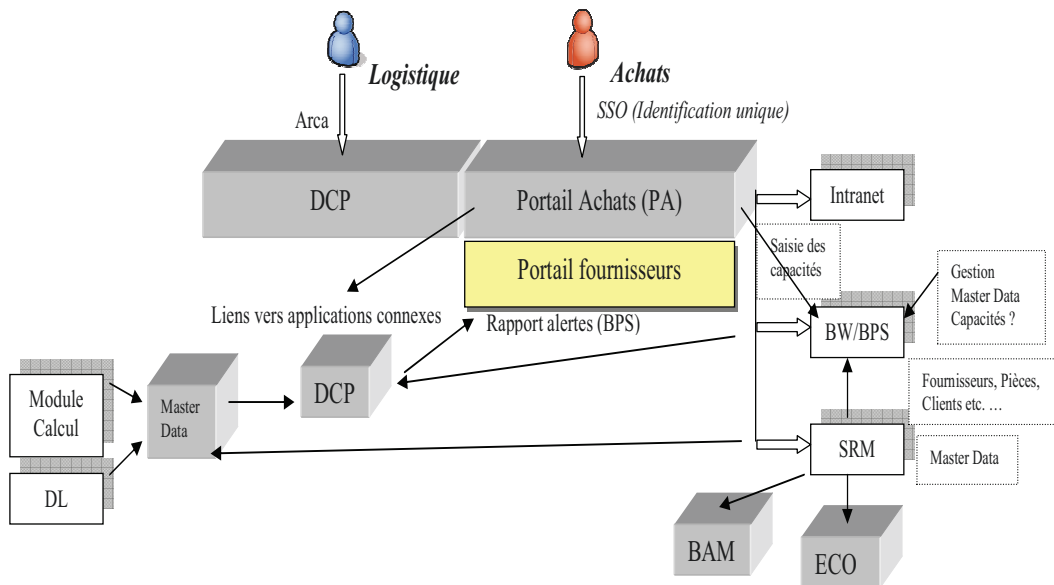 Logistique
Achats
SSO (Identification unique)
Arca
DCP
Portail Achats (PA)
Intranet
Saisie des
capacités
Portail fournisseurs
Gestion
Master Data
Capacités ?
Liens vers applications connexes
Rapport alertes (BPS)
BW/BPS
DCP
Module
Calcul
Master
Data
Fournisseurs, Pièces,
Clients etc. …
SRM
Master Data
DL
BAM
ECO